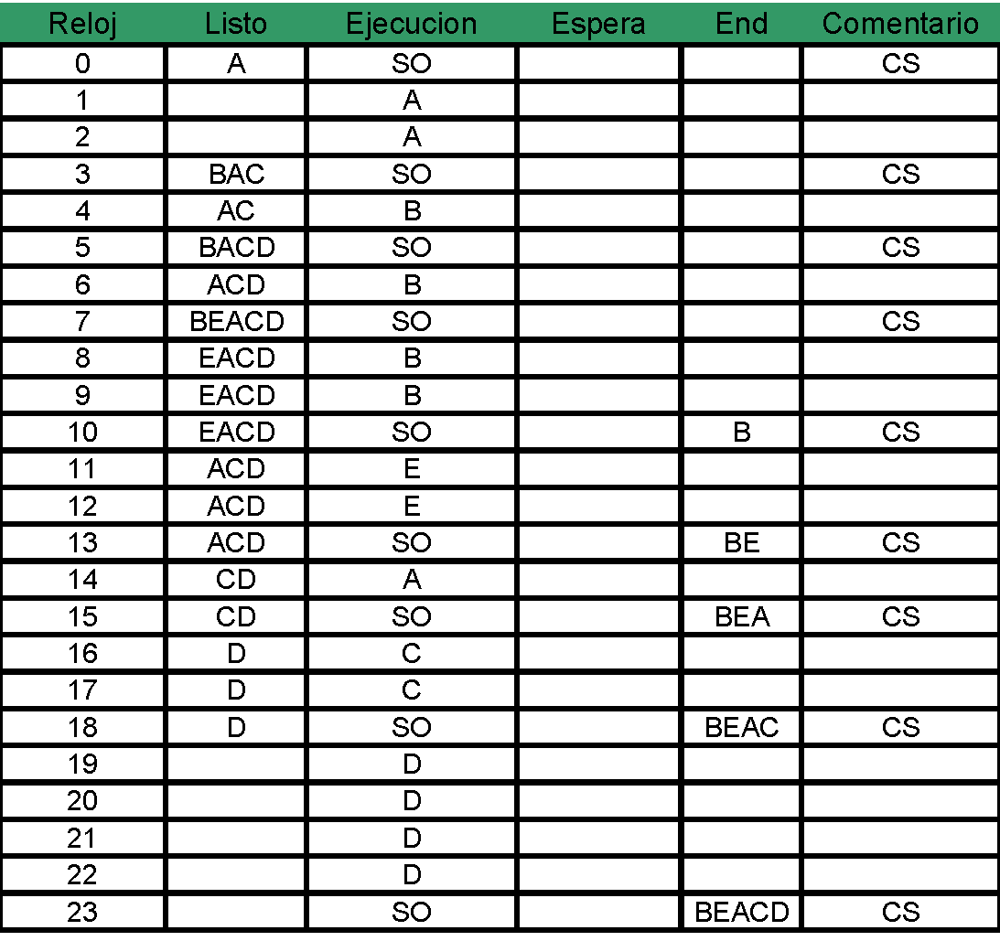 Reloj Listo Ejecucion Espera End Comentario
0 A SO CS
1 A
2 A
3 BAC SO CS
4 AC B
5 BACD SO CS
6 ACD B
7 BEACD SO CS
8 EACD B
9 EACD B
10 EACD SO B CS
11 ACD E
12 ACD E
13 ACD SO BE CS
14 CD A
15 CD SO BEA CS
16 D C
17 D C
18 D SO BEAC CS
19 D
20 D
21 D
22 D
23 SO BEACD CS